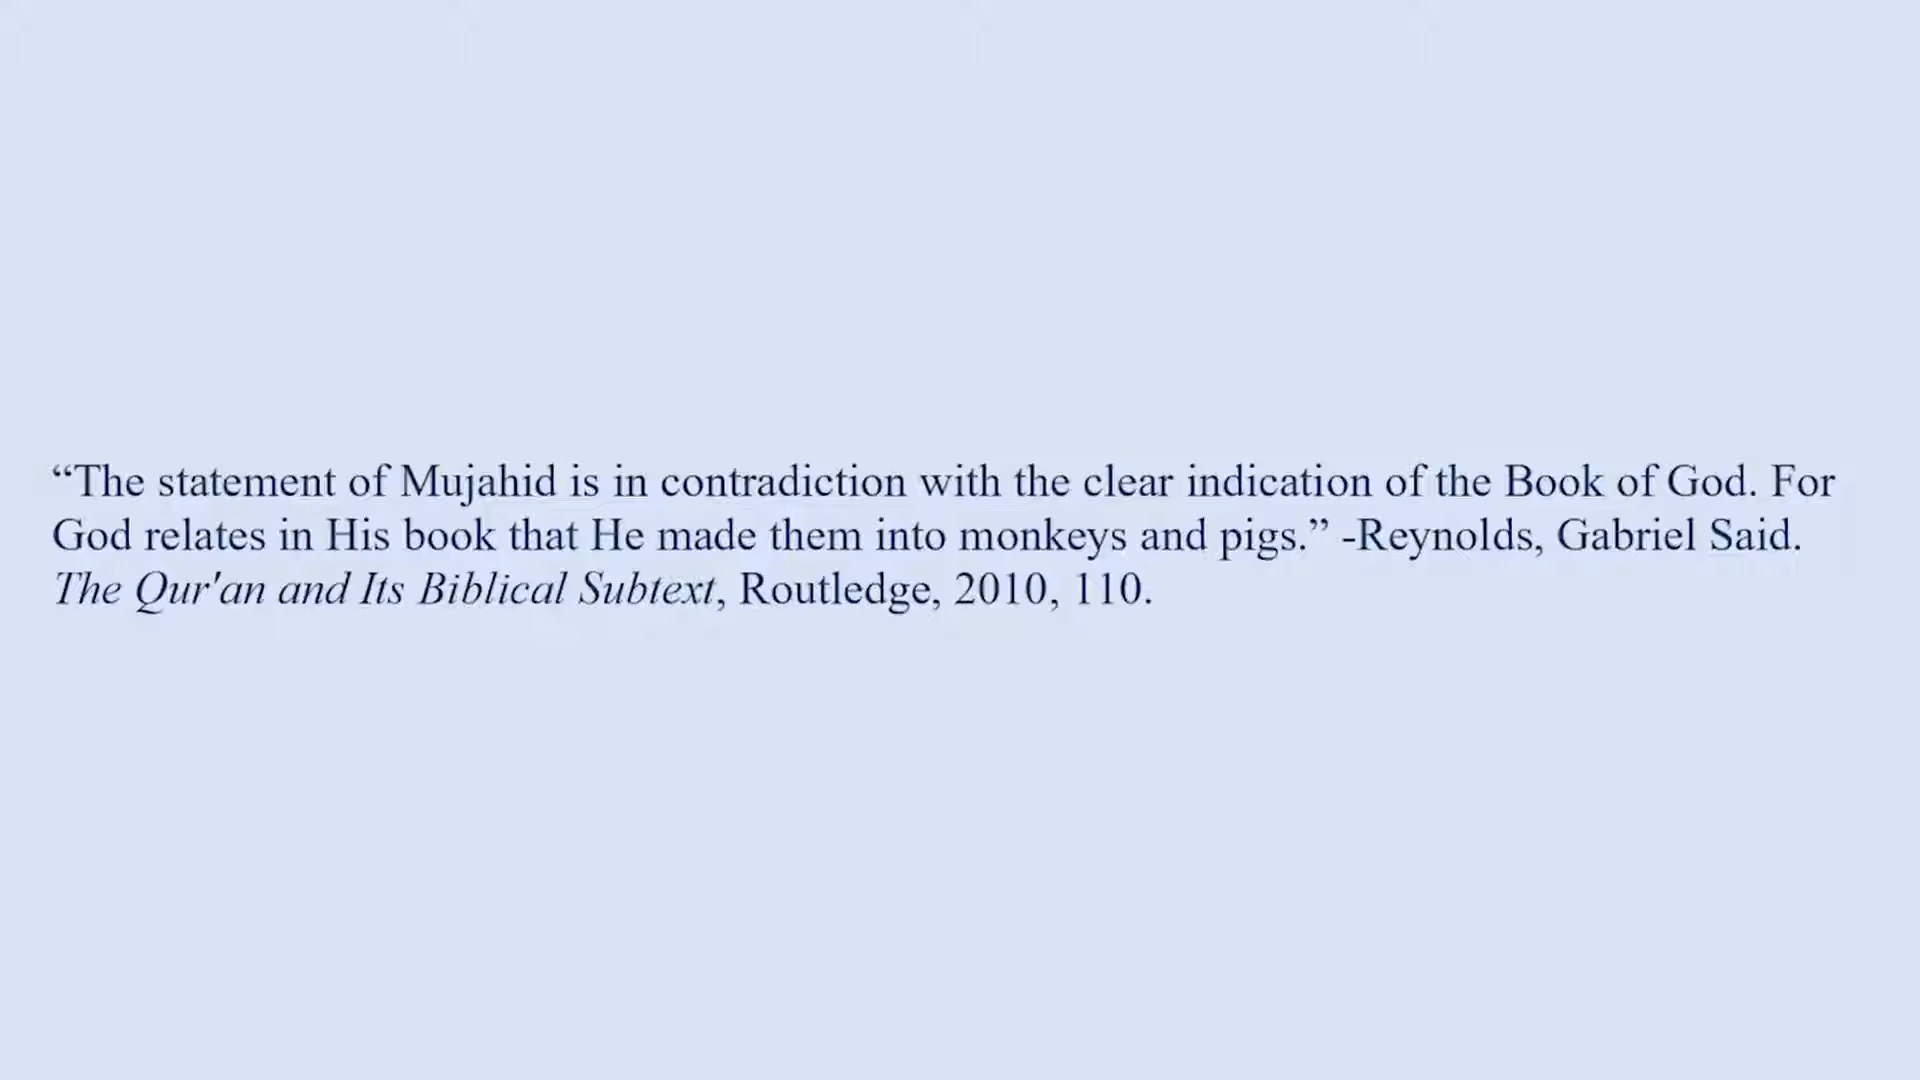 “The statement of Mujahid is in contradiction with the clear indication of the Book of God. For
God relates in His book that He made them into monkeys and pigs.” -Reynolds, Gabriel Said.
The Qur'an and Its Biblical Subtext, Routledge, 2010, 110.